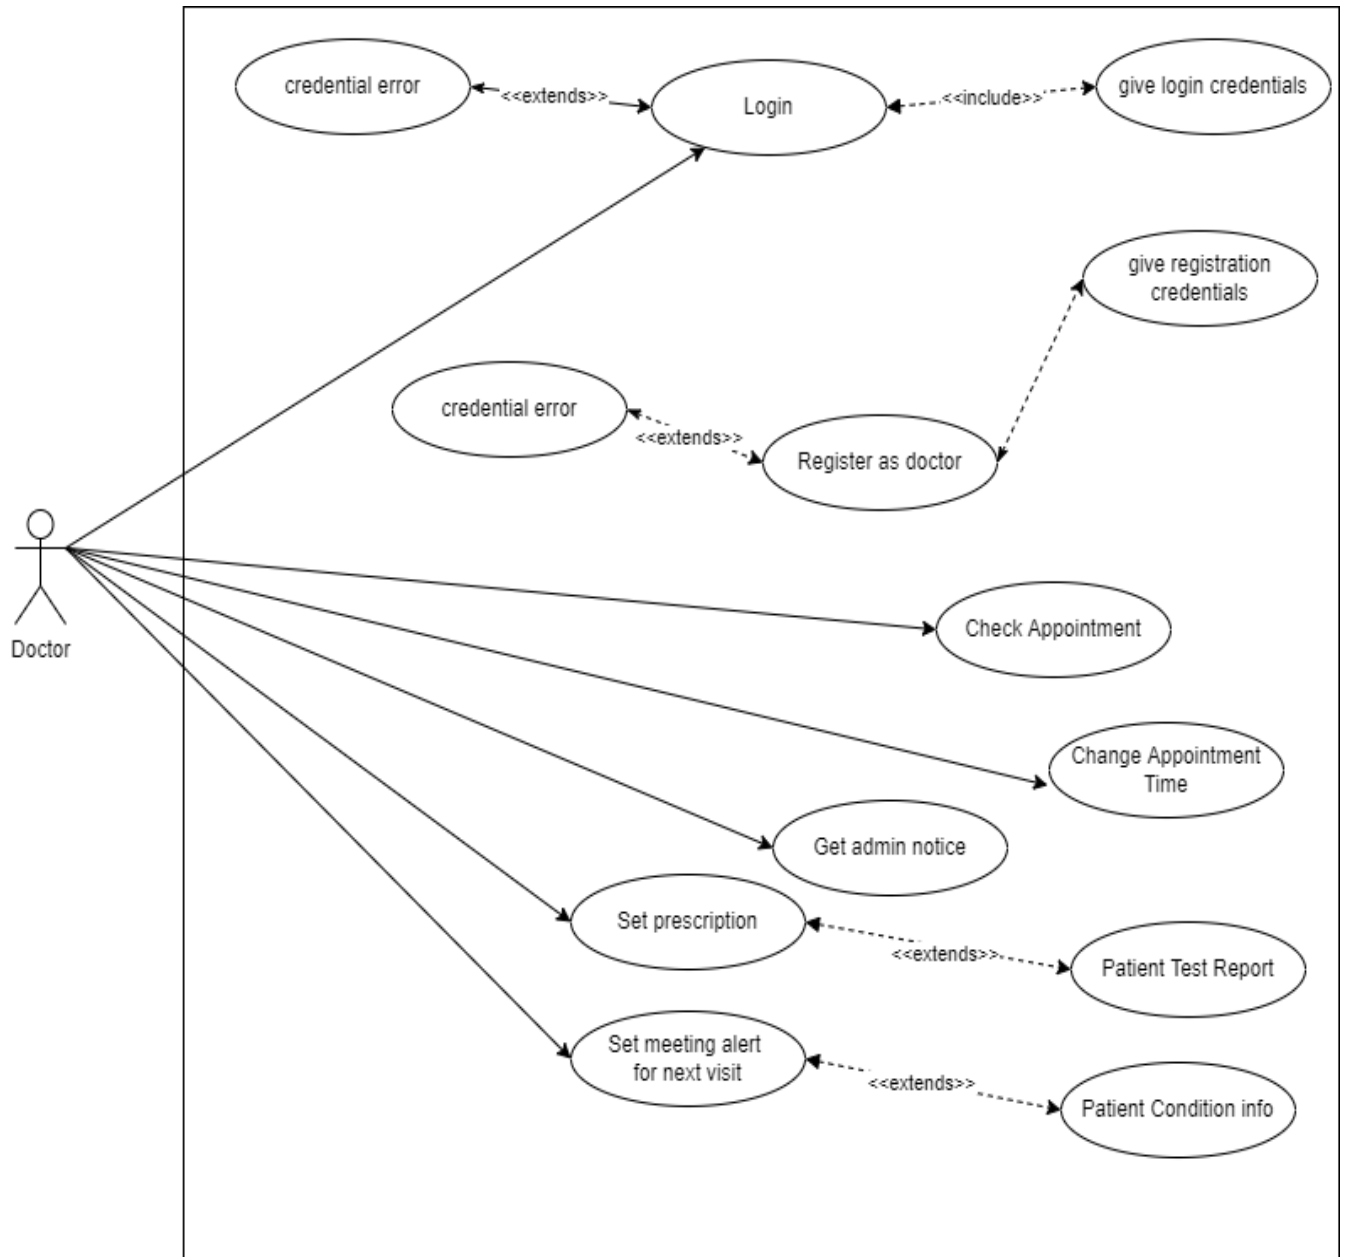 credential error
<<extends>>
Login
<<include>>
give login credentials
give registration
credentials
credential error
<<extends>>
Register as doctor
Doctor
Check Appointment
Change Appointment
Time
Get admin notice
Set prescription
<<extends>>
Patient Test Report
Set meeting alert
for next visit
<<extends>>
Patient Condition info